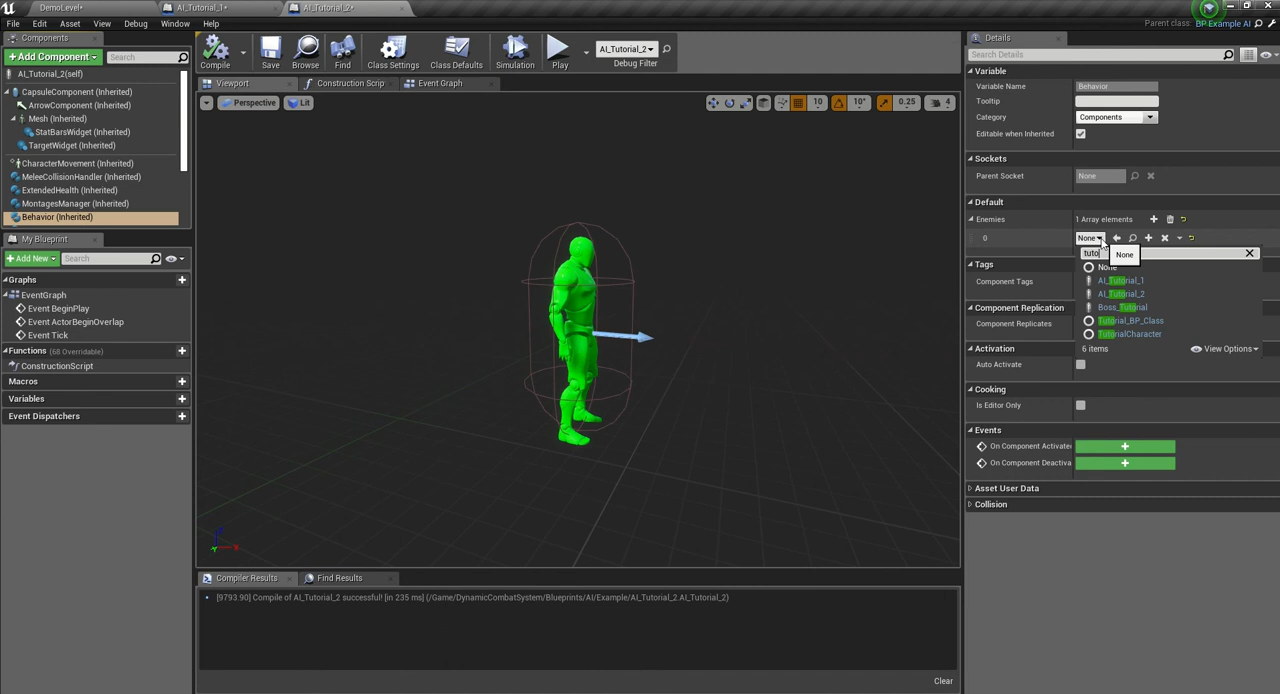 DemoLevel*
AI_Tutorial_1*
AI_Tutorial_2*
File Edit Asset View Debug Window Help
Parent class: BP Example AI
Components
+Add Component
Search
AI_Tutorial_2(self)
CapsuleComponent (Inherited)
ArrowComponent (Inherited)
Mesh (Inherited)
StatBarsWidget (Inherited)
TargetWidget (Inherited)
CharacterMovement (Inherited)
MeleeCollisionHandler (Inherited)
ExtendedHealth (Inherited)
MontagesManager (Inherited)
Behavior (Inherited)
My Blueprint
+Add New
Search
Graphs
EventGraph
Event BeginPlay
Event ActorBeginOverlap
Event Tick
Functions (68 Overridable)
ConstructionScript
Macros
Variables
Event Dispatchers
Compile
Save
Browse
Find
Class Settings
Class Defaults
Simulation
Play
AI_Tutorial_2
Debug Filter
Viewport
Construction Scrip
Event Graph
Perspective
Lit
10
10°
0.25
4
Compiler Results
Find Results
[9793.90] Compile of AI_Tutorial_2 successful! [in 235 ms] (/Game/DynamicCombatSystem/Blueprints/AI/Example/AI_Tutorial_2.AI_Tutorial_2)
Clear
Details
Search Details
Variable
Variable Name Behavior
Tooltip
Category Components
Editable when Inherited
Sockets
Parent Socket None
Default
Enemies 1 Array elements
0 None
tuto
None
None
AI_Tutorial_1
AI_Tutorial_2
Boss_Tutorial
Tutorial_BP_Class
TutorialCharacter
6 items
View Options
Tags
Component Tags
Component Replication
Component Replicates
Activation
Auto Activate
Cooking
Is Editor Only
Events
On Component Activate
On Component Deactiva
Asset User Data
Collision